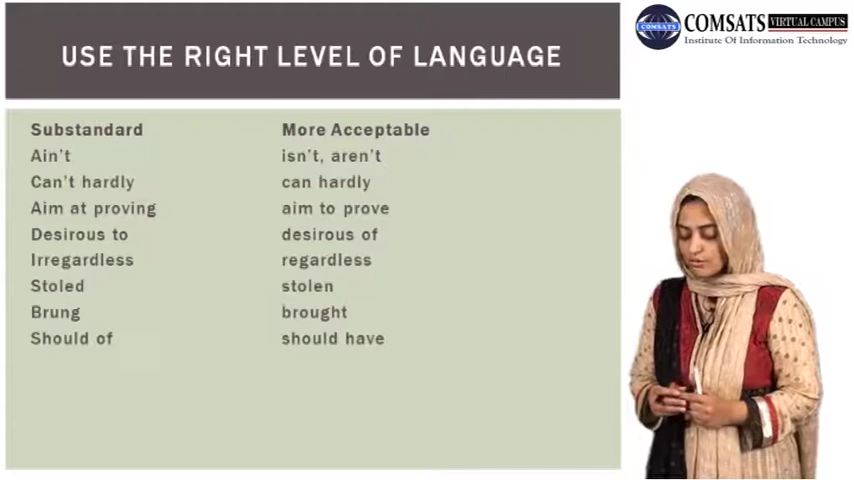 USE THE RIGHT LEVEL OF LANGUAGE
COMSATS VIRTUAL CAMPUS
Institute Of Information Technology
COMSATS
Substandard More Acceptable
Ain't isn't, aren't
Can't hardly can hardly
Aim at proving aim to prove
Desirous to desirous of
Irregardless regardless
Stoled stolen
Brung brought
Should of should have